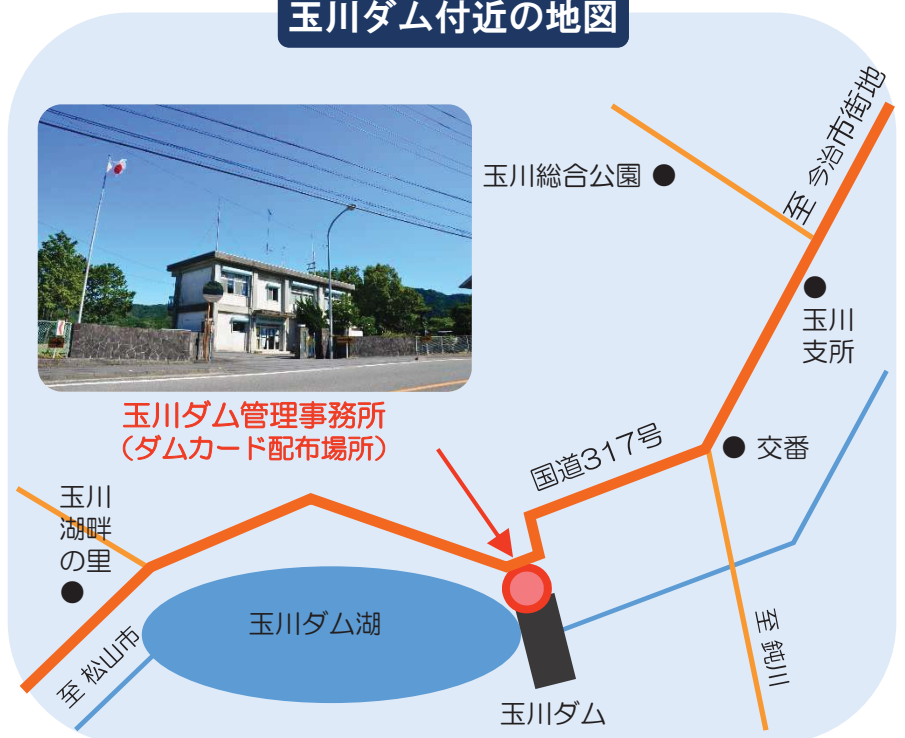 玉川ダム付近の地図
至 今治市街地
玉川総合公園
玉川
支所
玉川ダム管理事務所
（ダムカード配布場所）
国道317号
交番
玉川
湖畔
の里
玉川ダム湖
至 松山市
至 鈍川
玉川ダム